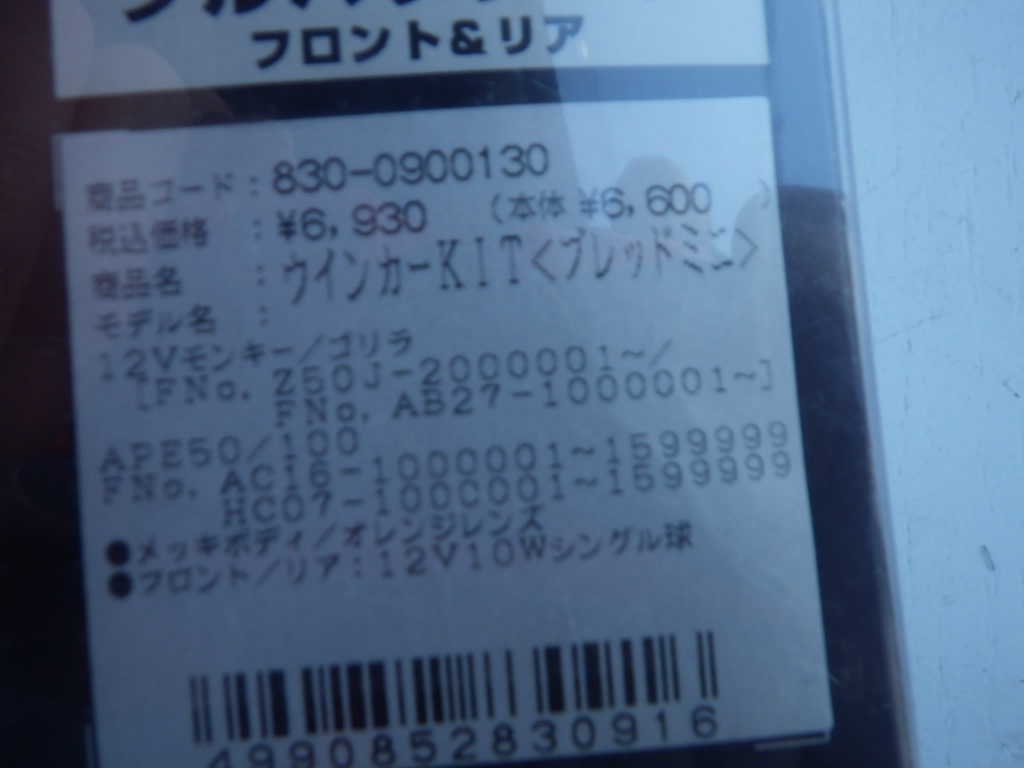 フロント&リア
商品コード : 830-0900130
税込価格 : ¥6,930 (本体 ¥6,600 )
商品名 : ウインカーKIT<ブレッドミニ>
モデル名 :
12Vモンキー/ゴリラ
[FNo. Z50J-2000001~/
FNo. AB27-1000001~]
APE50/100
FNo. AC16-1000001~1599999
HC07-1000001~1599999
●メッキボディ/オレンジレンズ
●フロント/リア:12V10Wシングル球
4990852830916